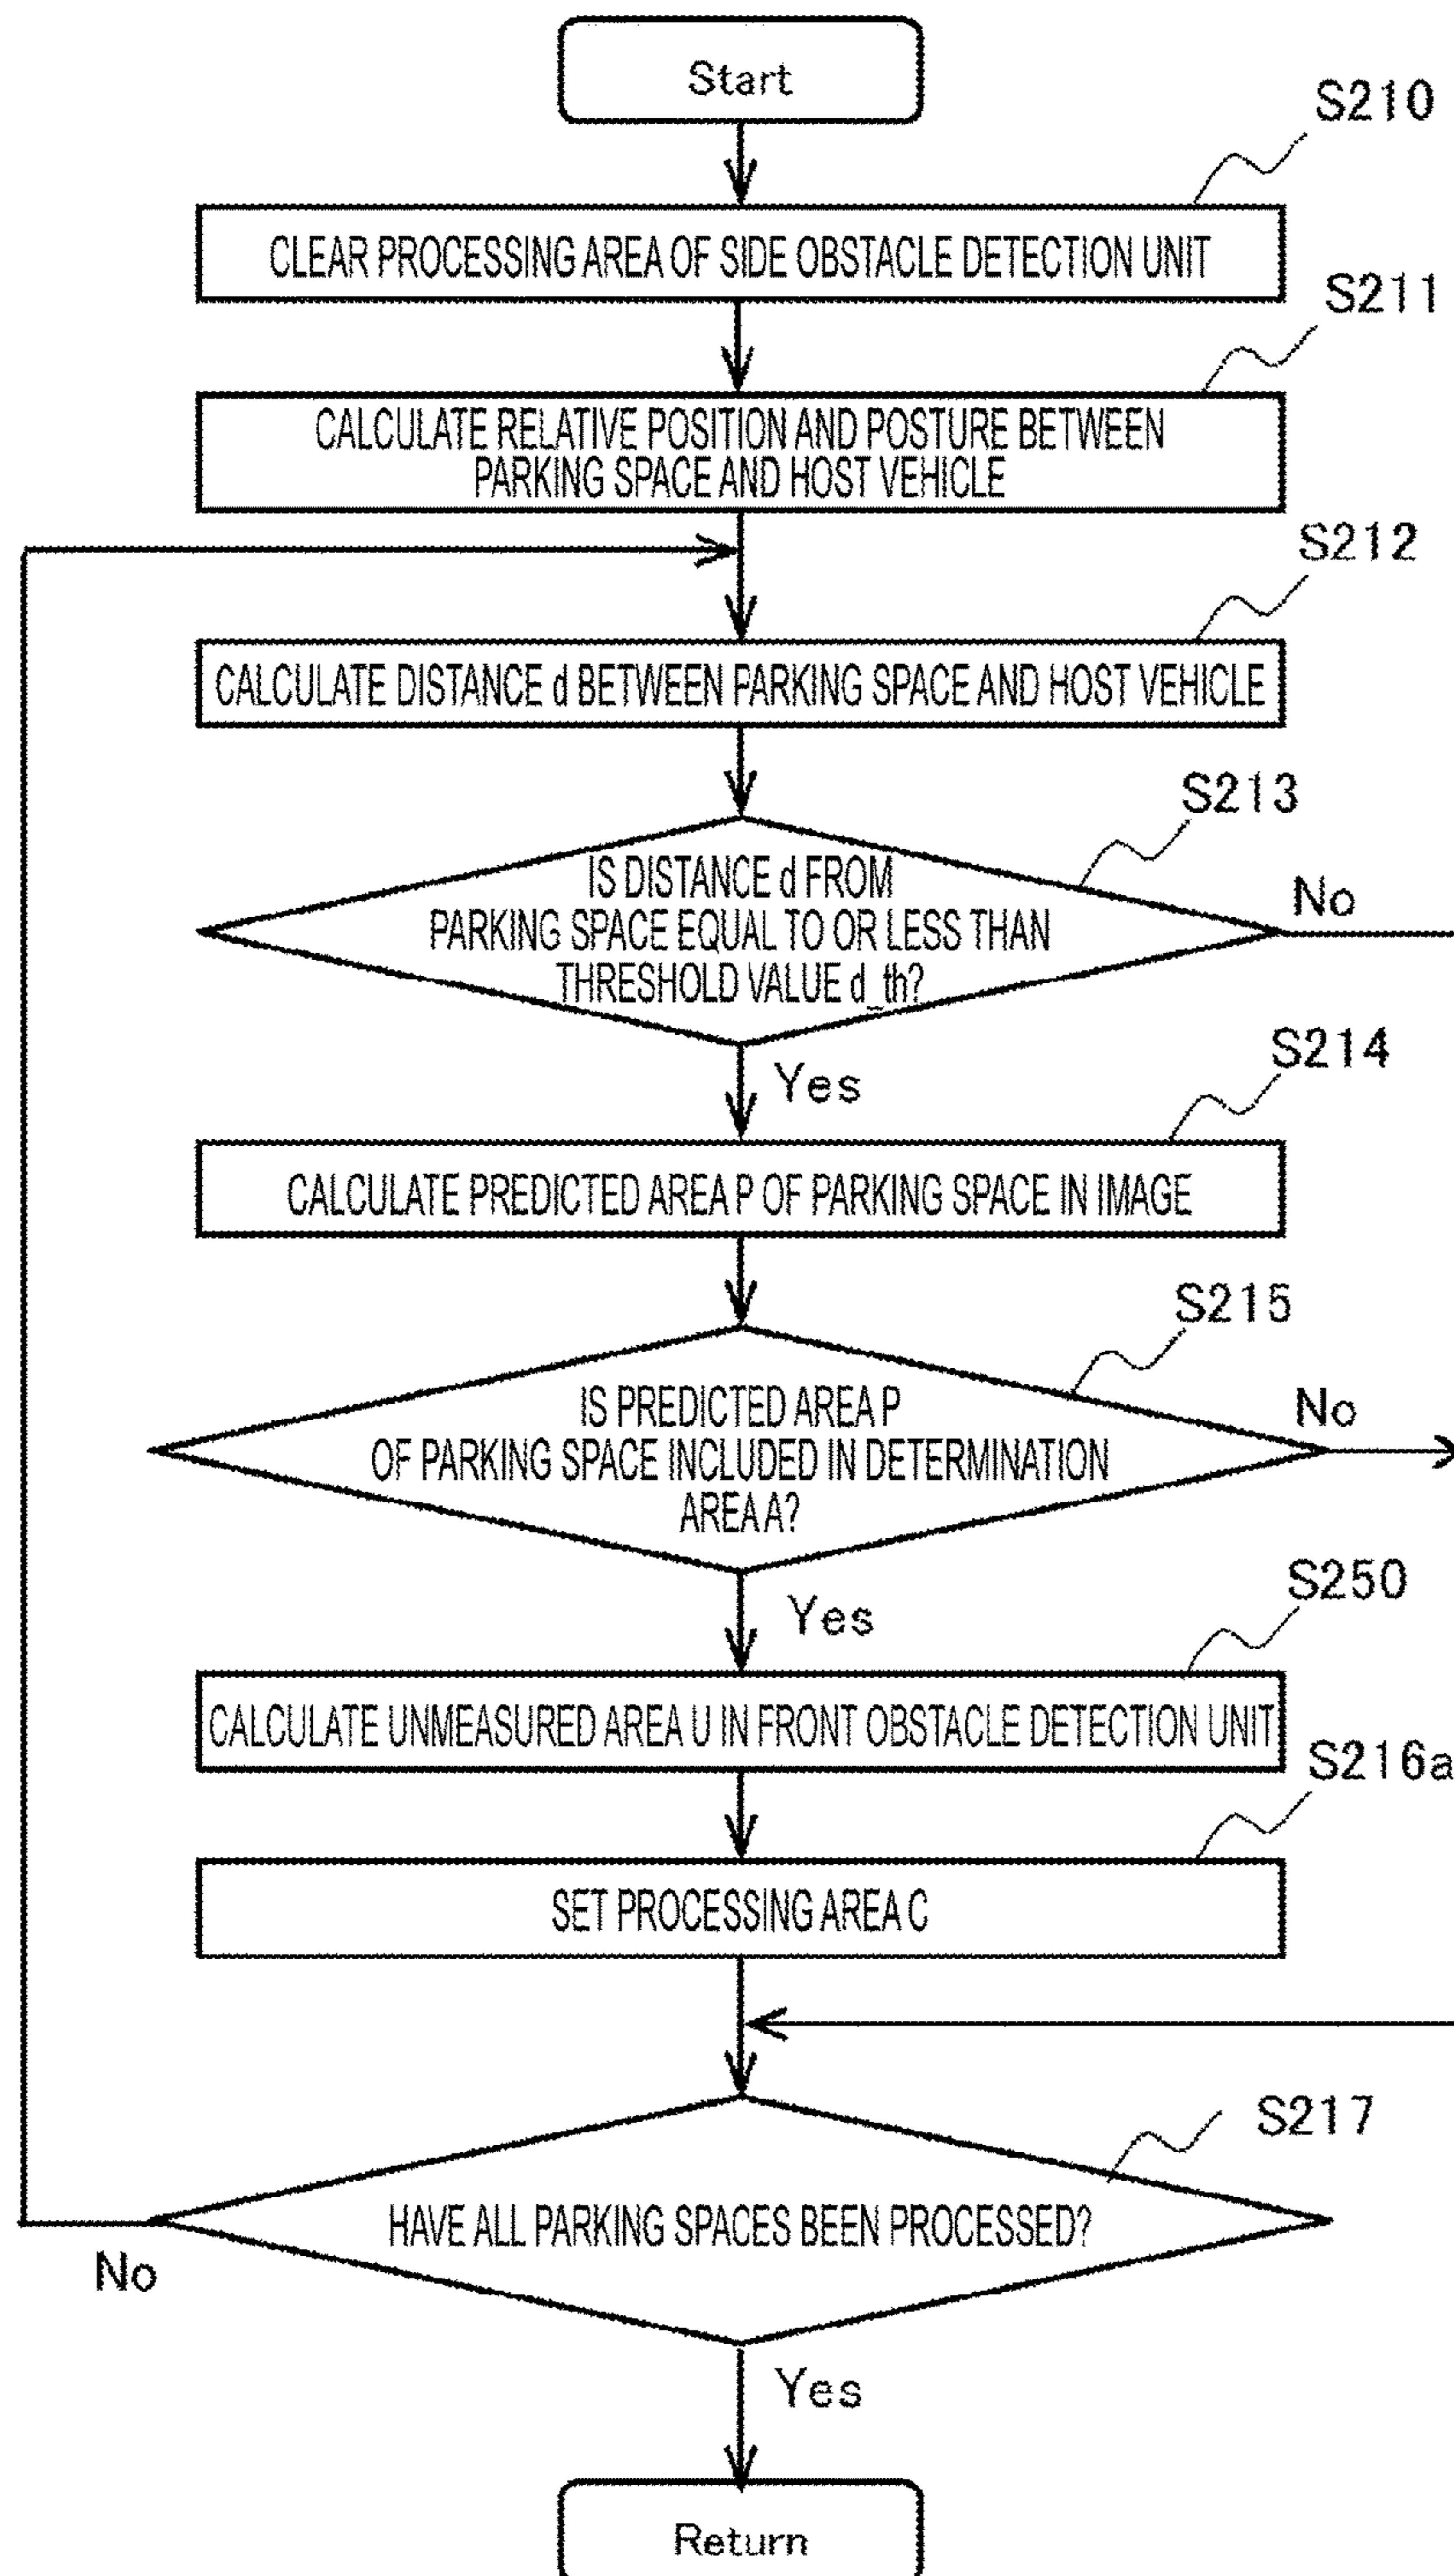 Start
S210
CLEAR PROCESSING AREA OF SIDE OBSTACLE DETECTION UNIT
S211
CALCULATE RELATIVE POSITION AND POSTURE BETWEEN
PARKING SPACE AND HOST VEHICLE
S212
CALCULATE DISTANCE d BETWEEN PARKING SPACE AND HOST VEHICLE
S213
IS DISTANCE d FROM
PARKING SPACE EQUAL TO OR LESS THAN
THRESHOLD VALUE d_th?
No
Yes
S214
CALCULATE PREDICTED AREA P OF PARKING SPACE IN IMAGE
S215
IS PREDICTED AREA P
OF PARKING SPACE INCLUDED IN DETERMINATION
AREA A?
No
Yes
S250
CALCULATE UNMEASURED AREA U IN FRONT OBSTACLE DETECTION UNIT
S216a
SET PROCESSING AREA C
S217
HAVE ALL PARKING SPACES BEEN PROCESSED?
No
Yes
Return